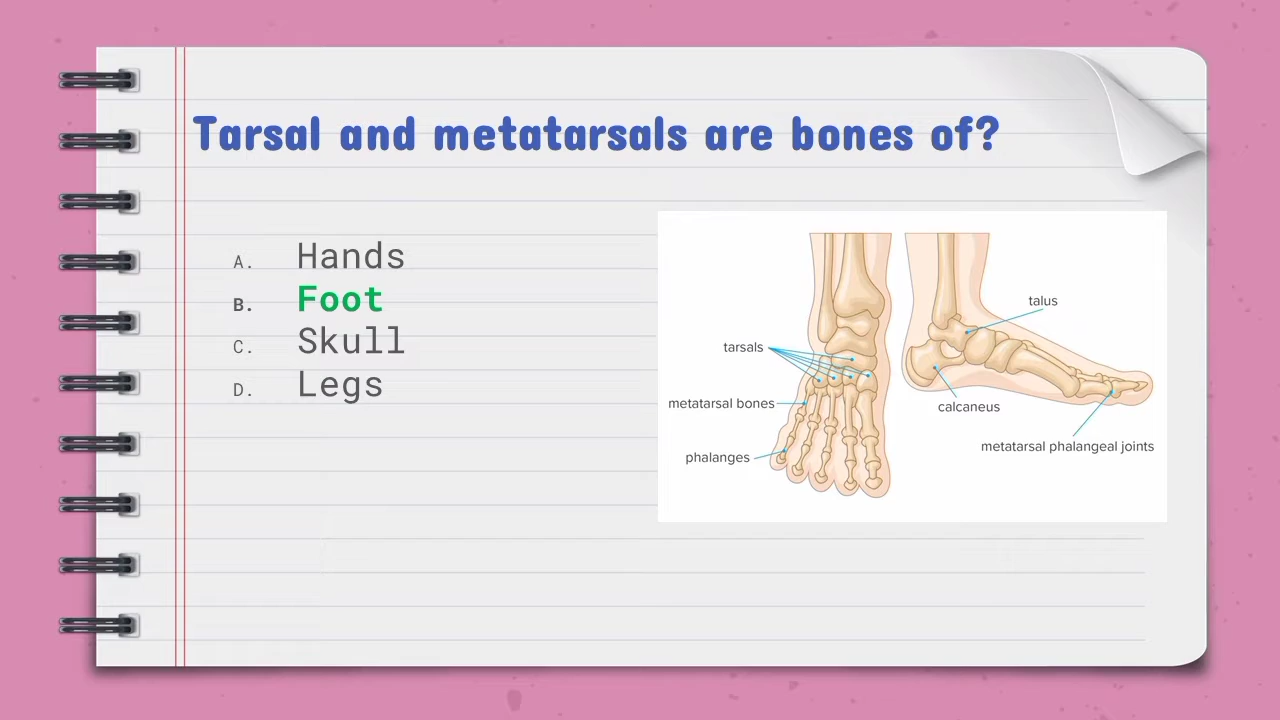 Tarsal and metatarsals are bones of?
A. Hands
B. Foot
C. Skull
D. Legs
talus
tarsals
metatarsal bones
calcaneus
metatarsal phalangeal joints
phalanges